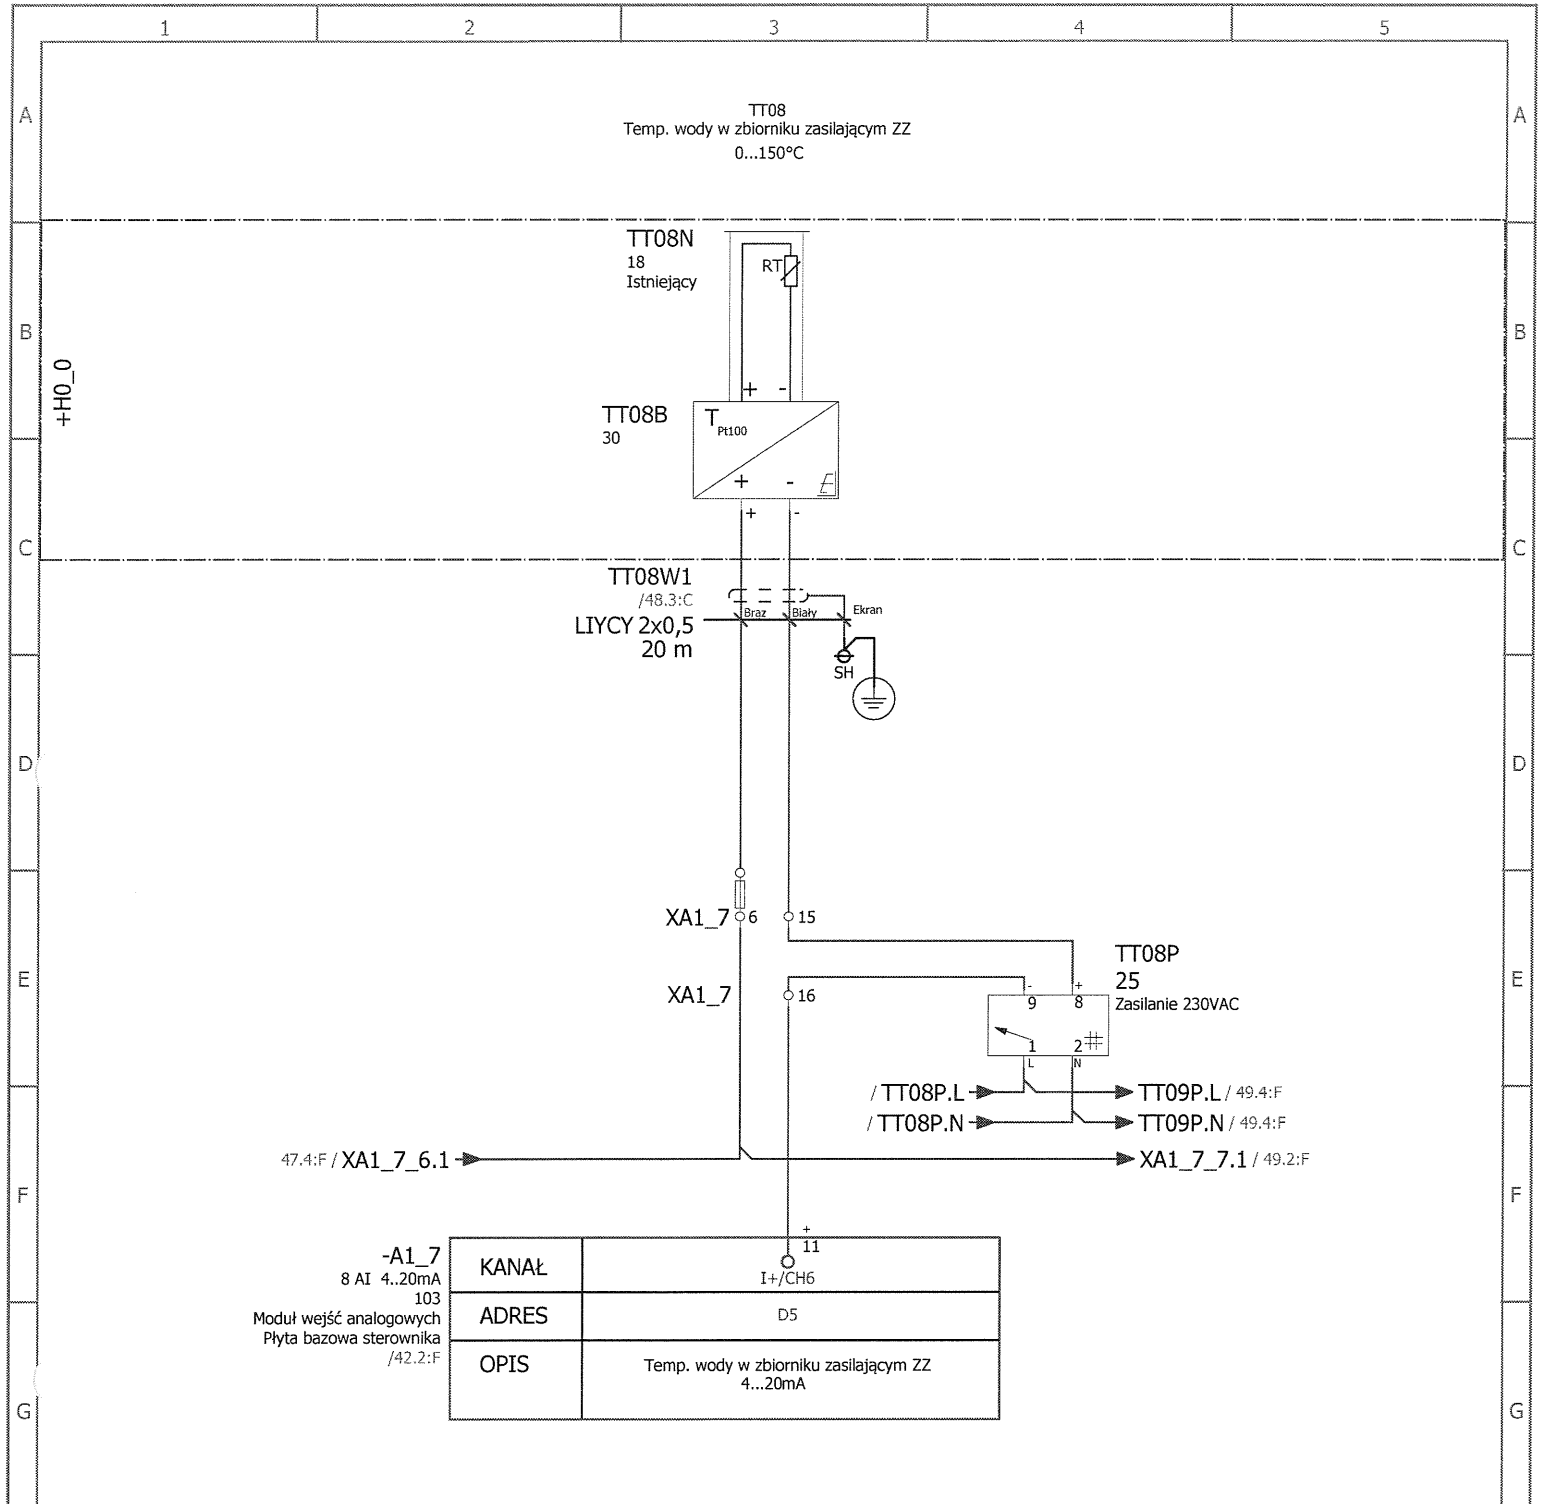 1 2 3 4 5
A A
TT08
Temp. wody w zbiorniku zasilającym ZZ
0...150°C
TT08N
18
Istniejący
RT
B B
+H0_0
+ -
TT08B
30
T
Pt100
+ -
E
+ -
C C
TT08W1
/48.3:C
LIYCY 2x0,5
20 m
Braz Biały Ekran
SH
D D
XA1_7 6 15
TT08P
25
Zasilanie 230VAC
E E
XA1_7 16
- +
9 8
1 2 #
L N
/ TT08P.L TT09P.L / 49.4:F
/ TT08P.N TT09P.N / 49.4:F
47.4:F / XA1_7_6.1 XA1_7_7.1 / 49.2:F
F F
+
11
-A1_7
8 AI 4..20mA
103
Moduł wejść analogowych
Płyta bazowa sterownika
/42.2:F
KANAŁ I+/CH6
ADRES D5
OPIS Temp. wody w zbiorniku zasilającym ZZ
4...20mA
G G